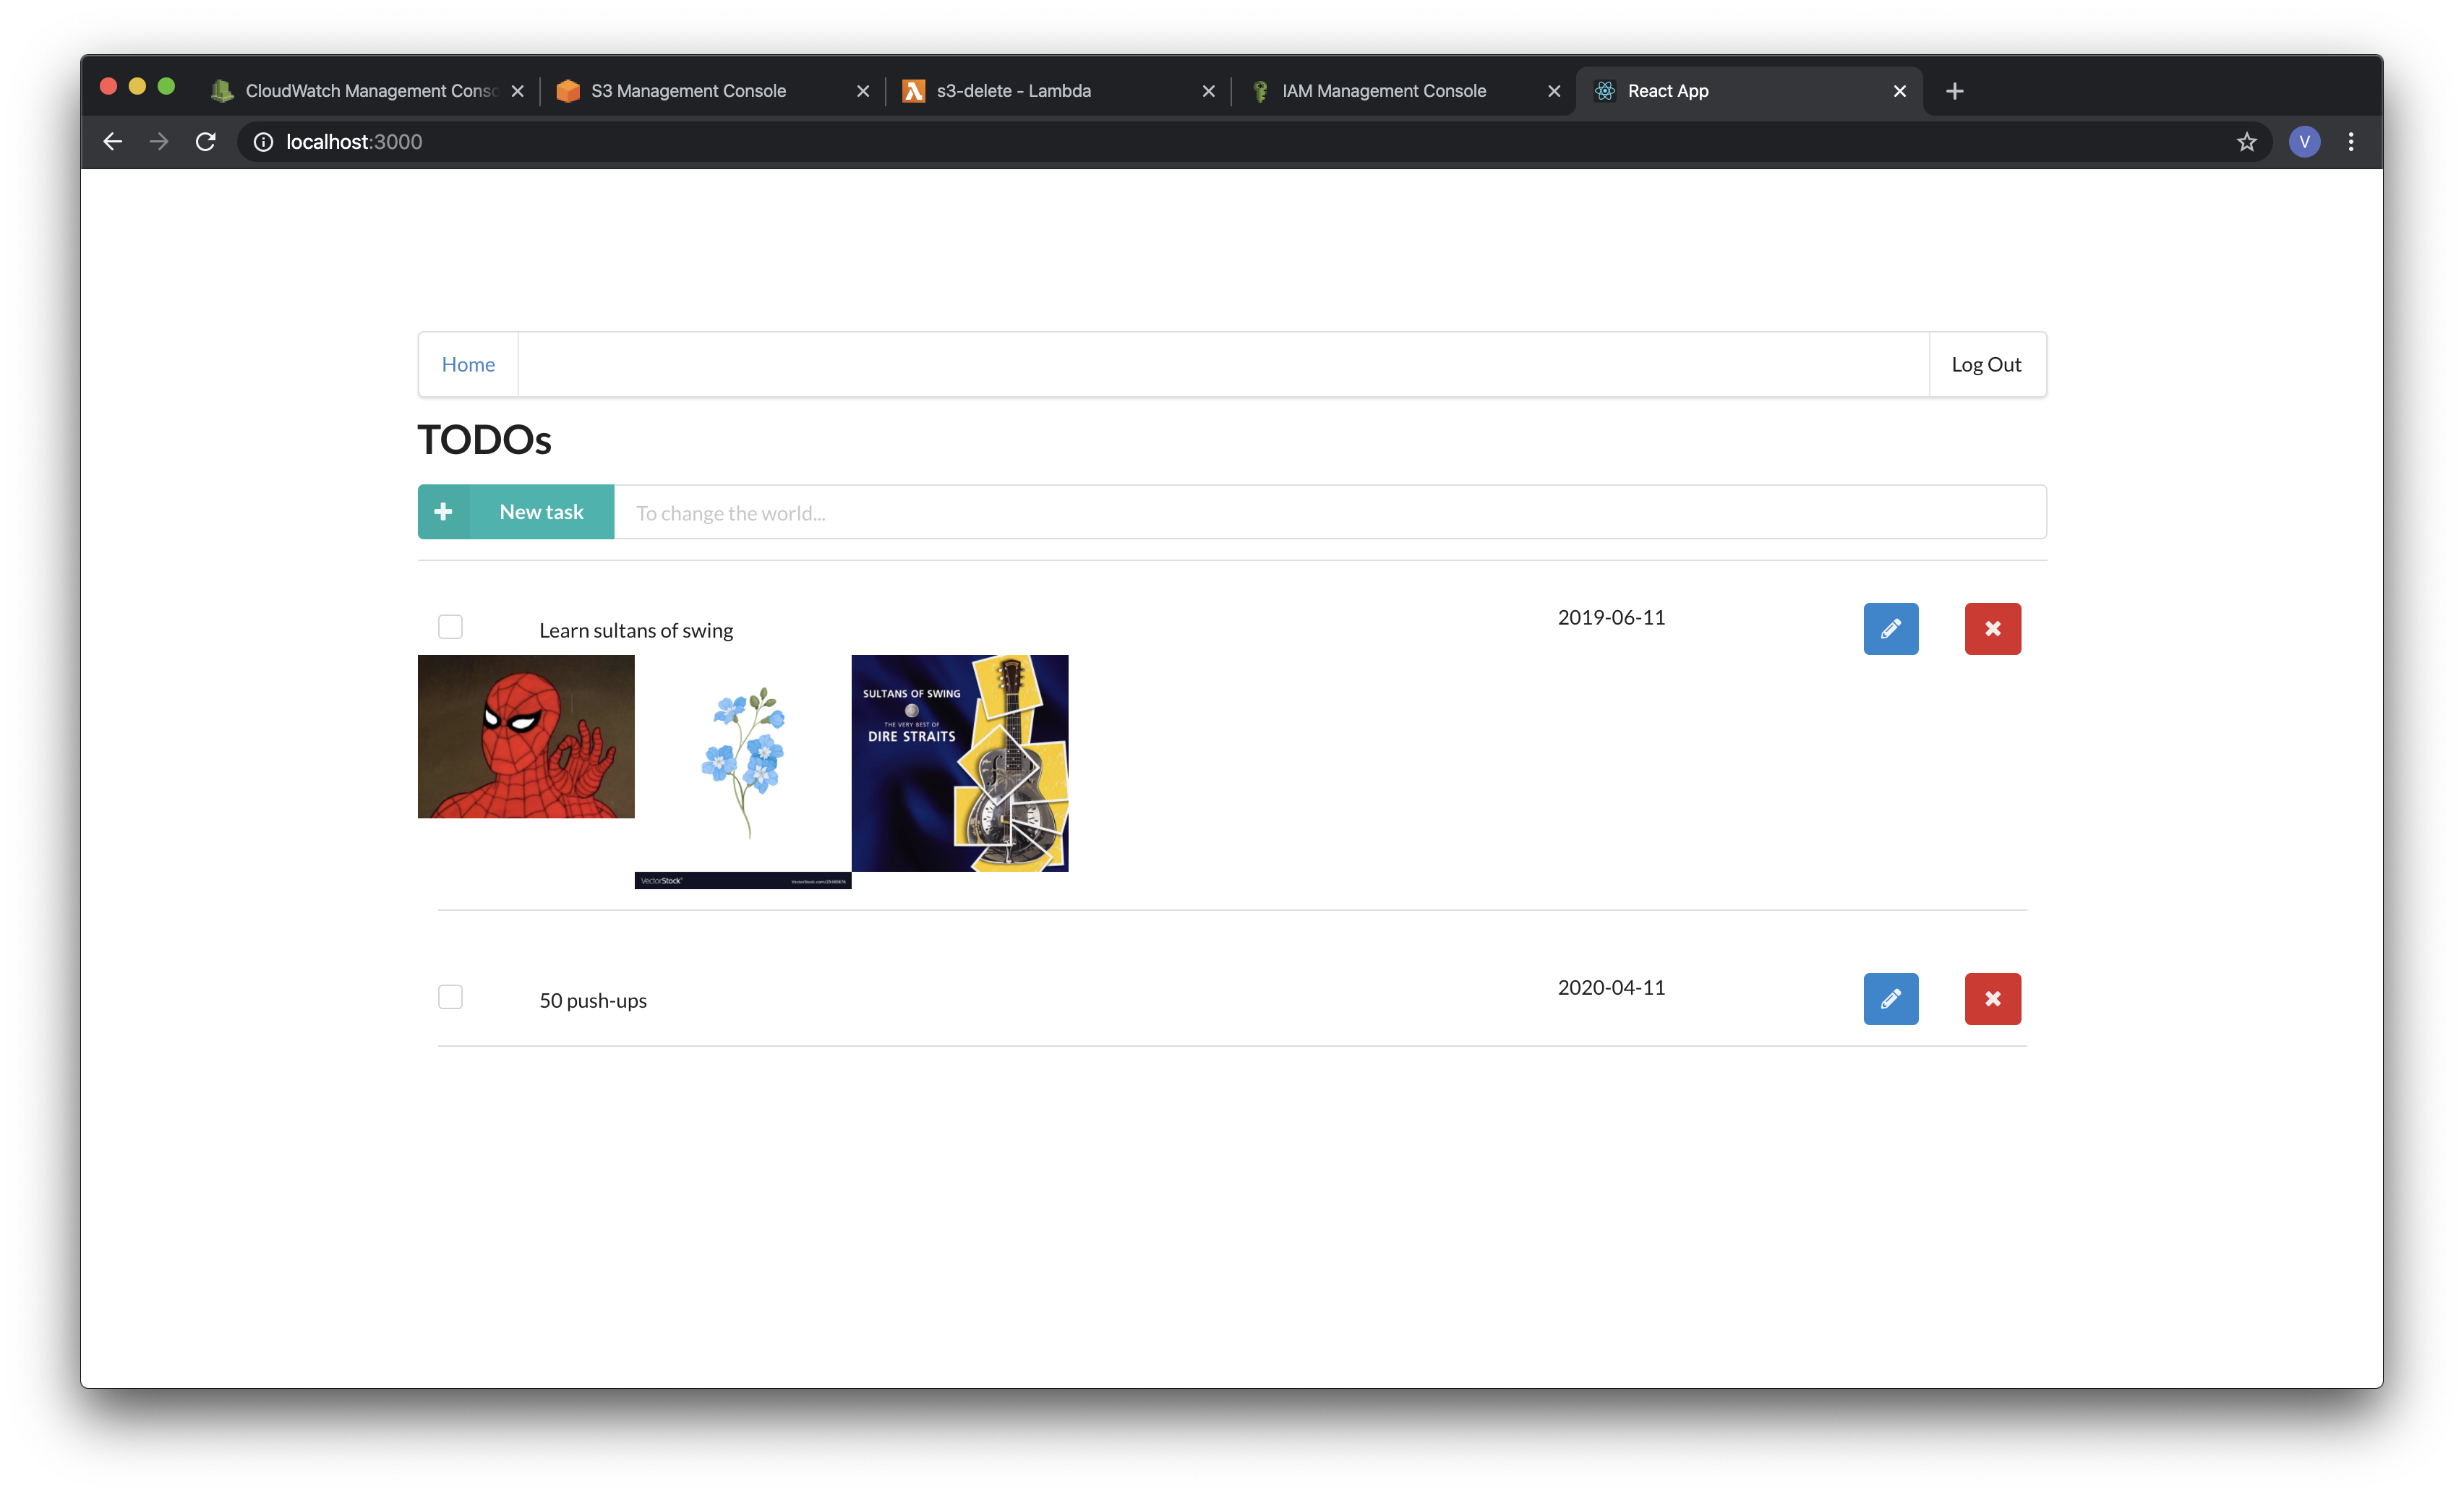 CloudWatch Management Conso
S3 Management Console
s3-delete - Lambda
IAM Management Console
React App
localhost:3000
V
Home
Log Out
TODOs
New task
To change the world...
Learn sultans of swing
2019-06-11
SULTANS OF SWING
THE VERY BEST OF
DIRE STRAITS
VectorStock®
50 push-ups
2020-04-11